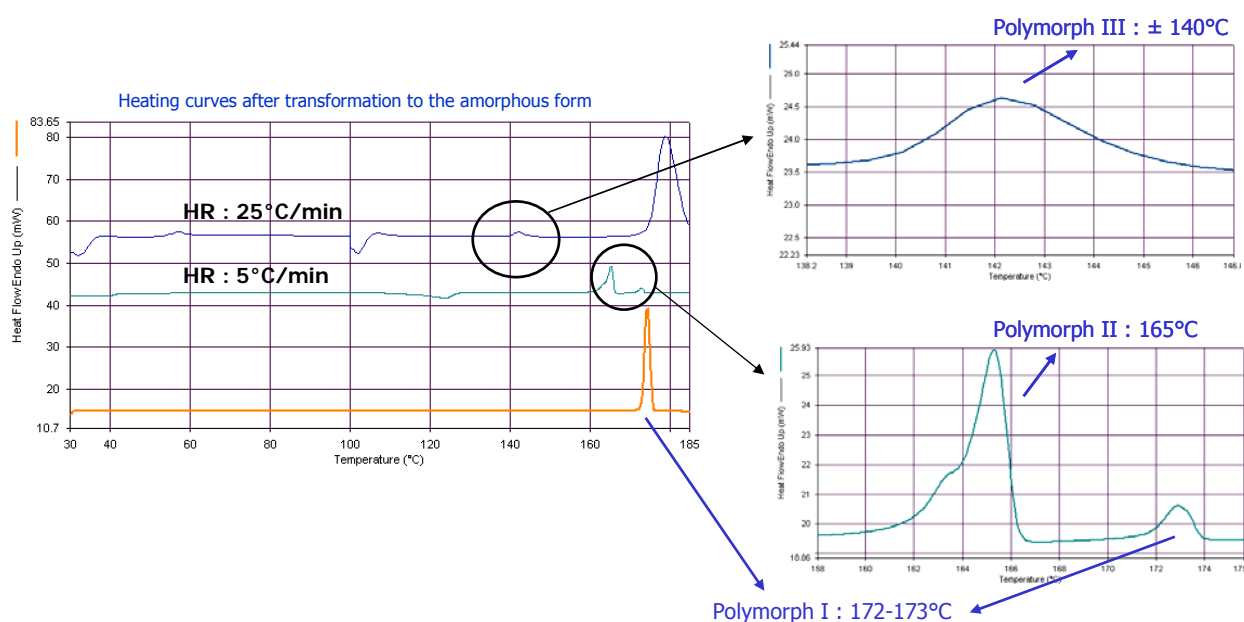 Polymorph III : ± 140°C
Heating curves after transformation to the amorphous form
83.65
80
70
60
50
40
30
20
10.7
Heat Flow Endo Up (mW)
HR : 25°C/min
HR : 5°C/min
30 40 60 80 100 120 140 160 185
Temperature (°C)
25.44
25.0
24.5
24.0
23.5
23.0
22.5
22.23
Heat Flow Endo Up (mW)
138.2 139 140 141 142 143 144 145 146
Temperature (°C)
Polymorph II : 165°C
25.93
25
24
23
22
21
20
18.06
Heat Flow Endo Up (mW)
158 160 162 164 166 168 170 172 174
Temperature (°C)
Polymorph I : 172-173°C